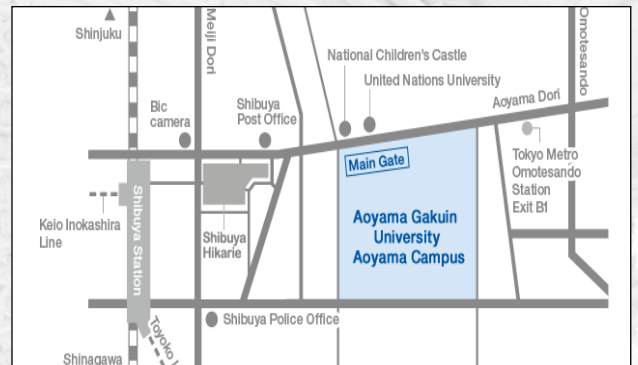 Shinjuku
Meiji Dori
Omotesando
National Children's Castle
United Nations University
Bic
camera
Shibuya
Post Office
Aoyama Dori
Main Gate
Tokyo Metro
Omotesando
Station
Exit B1
Keio Inokashira
Line
Shibuya Station
Shibuya
Hikarie
Aoyama Gakuin
University
Aoyama Campus
Shibuya Police Office
Toyoko
Shinagawa